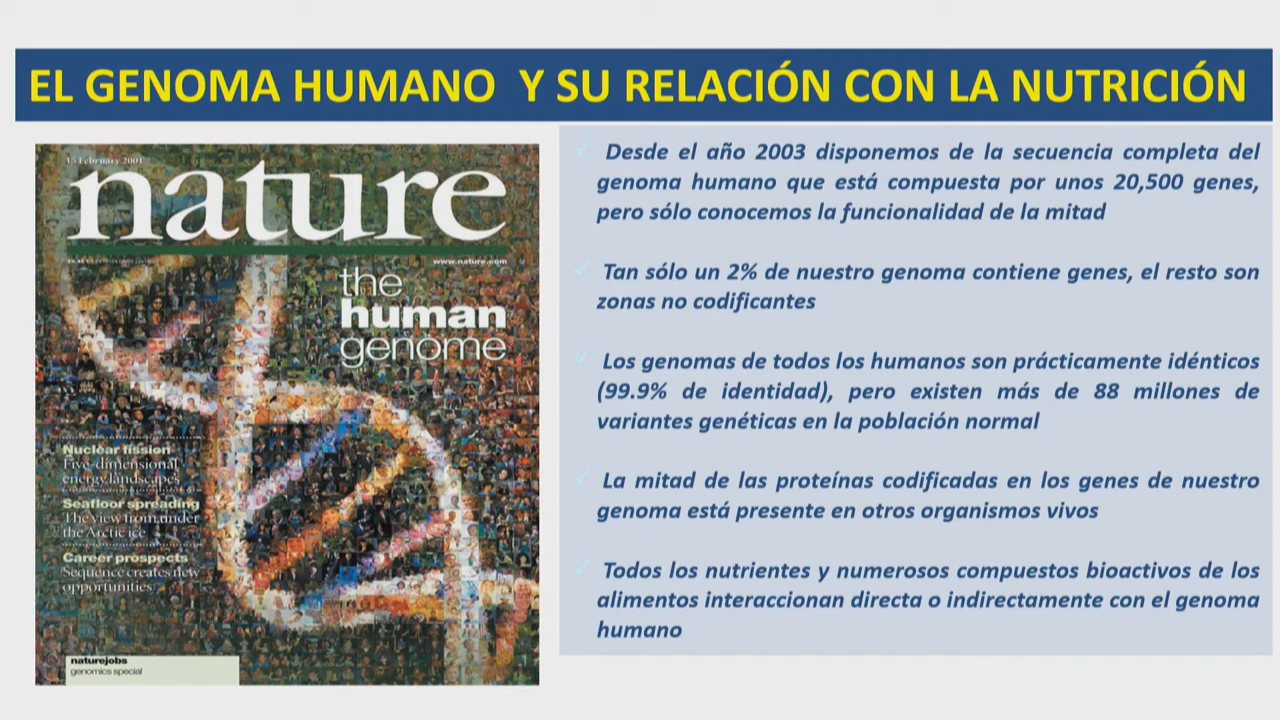 EL GENOMA HUMANO Y SU RELACIÓN CON LA NUTRICIÓN
15 February 2001
nature
www.nature.com
the
human
genome
Nuclear fission
Five-dimensional
energy landscapes
Seafloor spreading
The view from under
the Arctic ice
Career prospects
Sequence creates new
opportunities
naturejobs
genomics special
Desde el año 2003 disponemos de la secuencia completa del
genoma humano que está compuesta por unos 20,500 genes,
pero sólo conocemos la funcionalidad de la mitad
Tan sólo un 2% de nuestro genoma contiene genes, el resto son
zonas no codificantes
Los genomas de todos los humanos son prácticamente idénticos
(99.9% de identidad), pero existen más de 88 millones de
variantes genéticas en la población normal
La mitad de las proteínas codificadas en los genes de nuestro
genoma está presente en otros organismos vivos
Todos los nutrientes y numerosos compuestos bioactivos de los
alimentos interaccionan directa o indirectamente con el genoma
humano